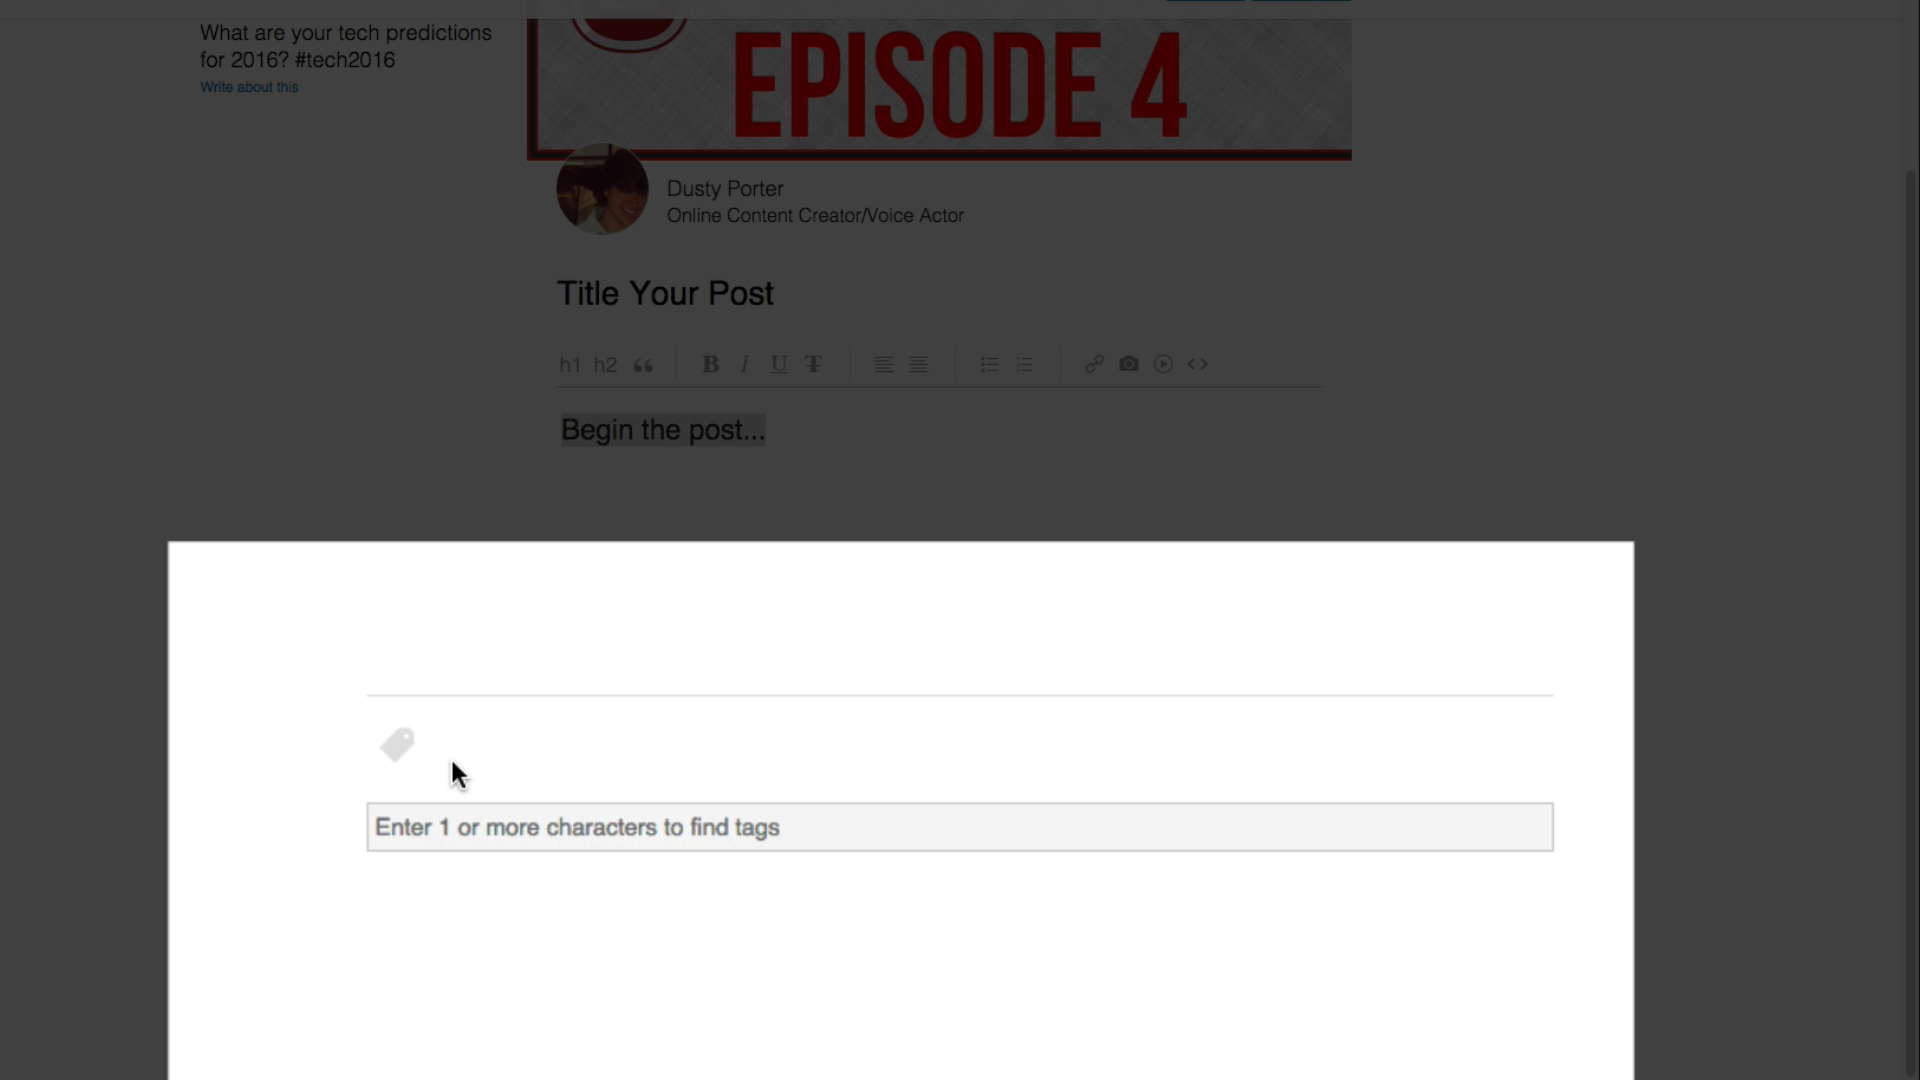 What are your tech predictions
for 2016? #tech2016
Write about this
EPISODE 4
Dusty Porter
Online Content Creator/Voice Actor
Title Your Post
h1 h2 “ B I U T
Begin the post...
Enter 1 or more characters to find tags